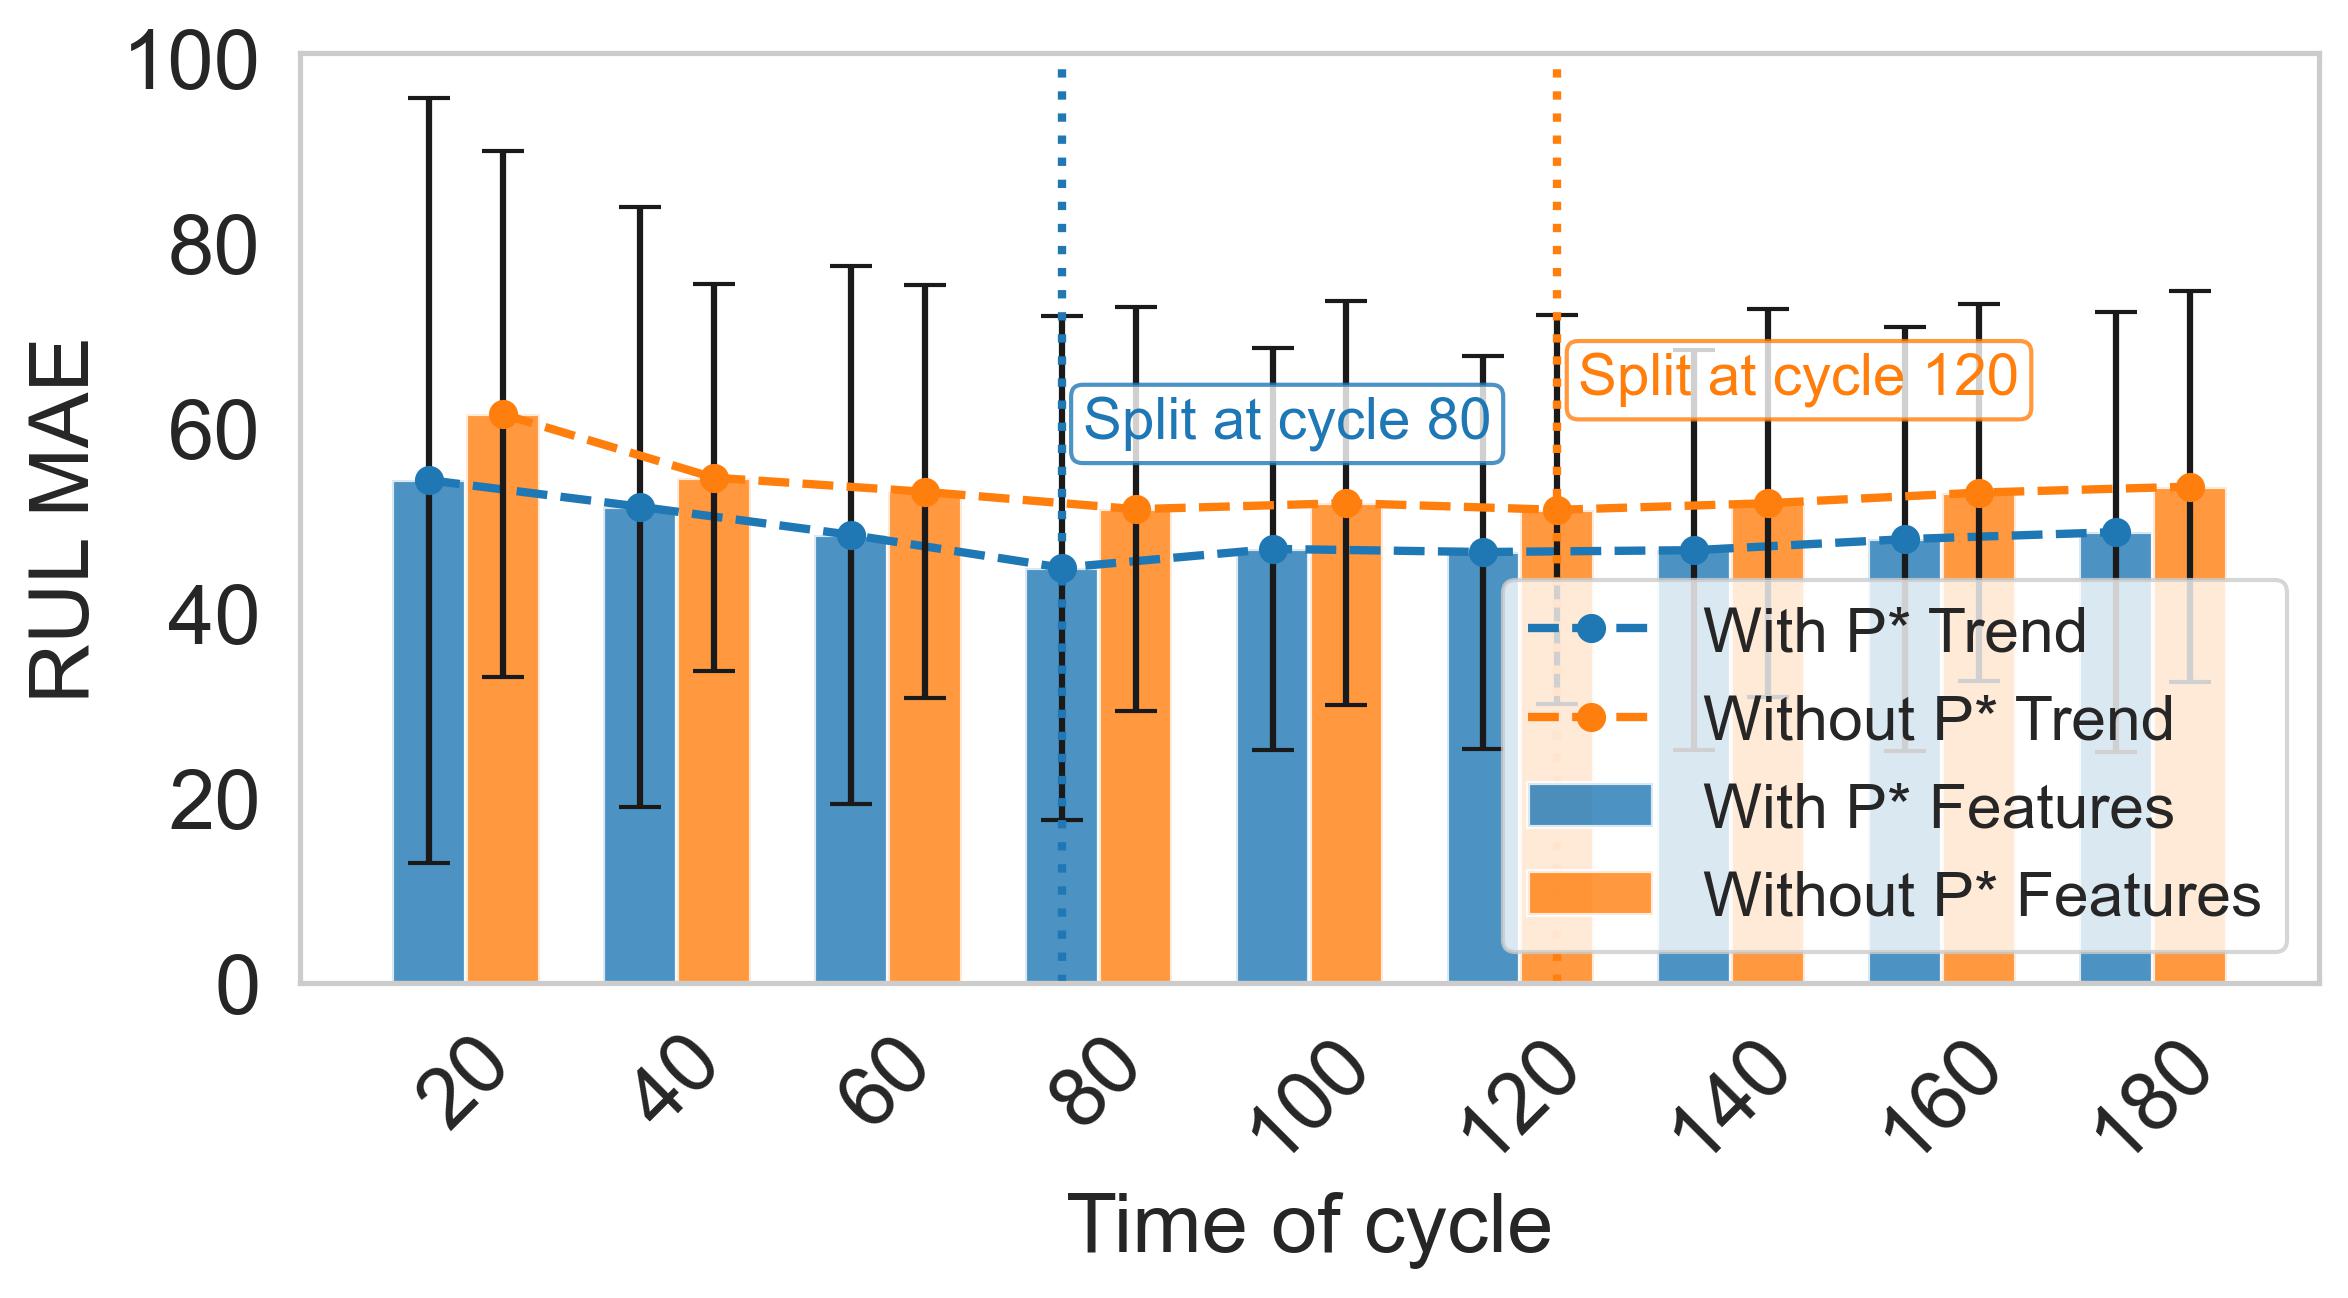 100
80
60
40
20
0
RUL MAE
Split at cycle 80
Split at cycle 120
With P* Trend
Without P* Trend
With P* Features
Without P* Features
20
40
60
80
100
120
140
160
180
Time of cycle